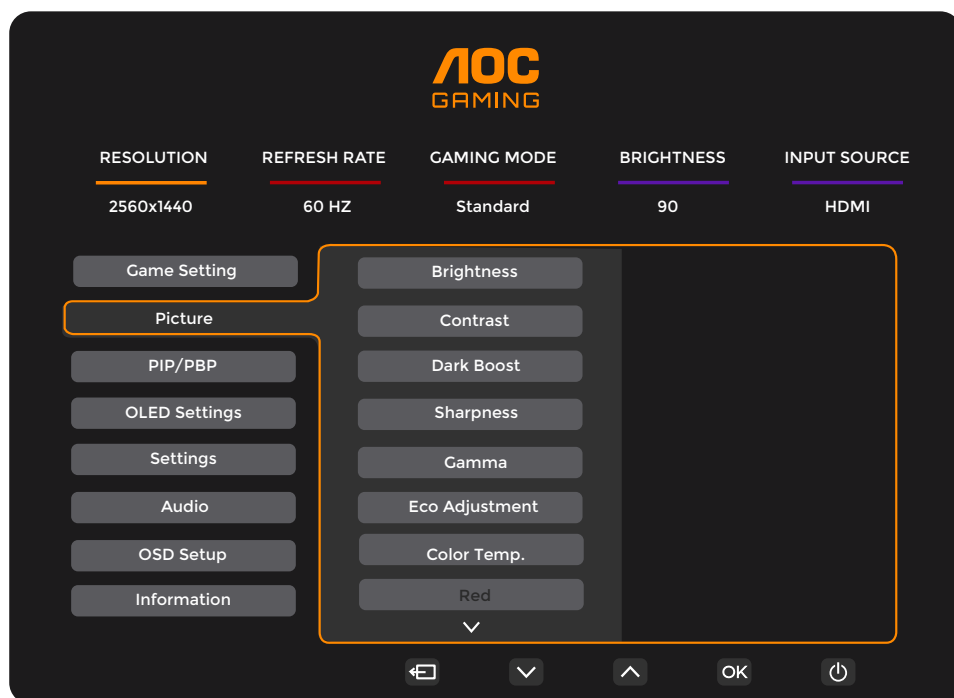 AOC
GAMING
RESOLUTION REFRESH RATE GAMING MODE BRIGHTNESS INPUT SOURCE
2560x1440 60 HZ Standard 90 HDMI
Game Setting
Picture
PIP/PBP
OLED Settings
Settings
Audio
OSD Setup
Information
Brightness
Contrast
Dark Boost
Sharpness
Gamma
Eco Adjustment
Color Temp.
Red
OK